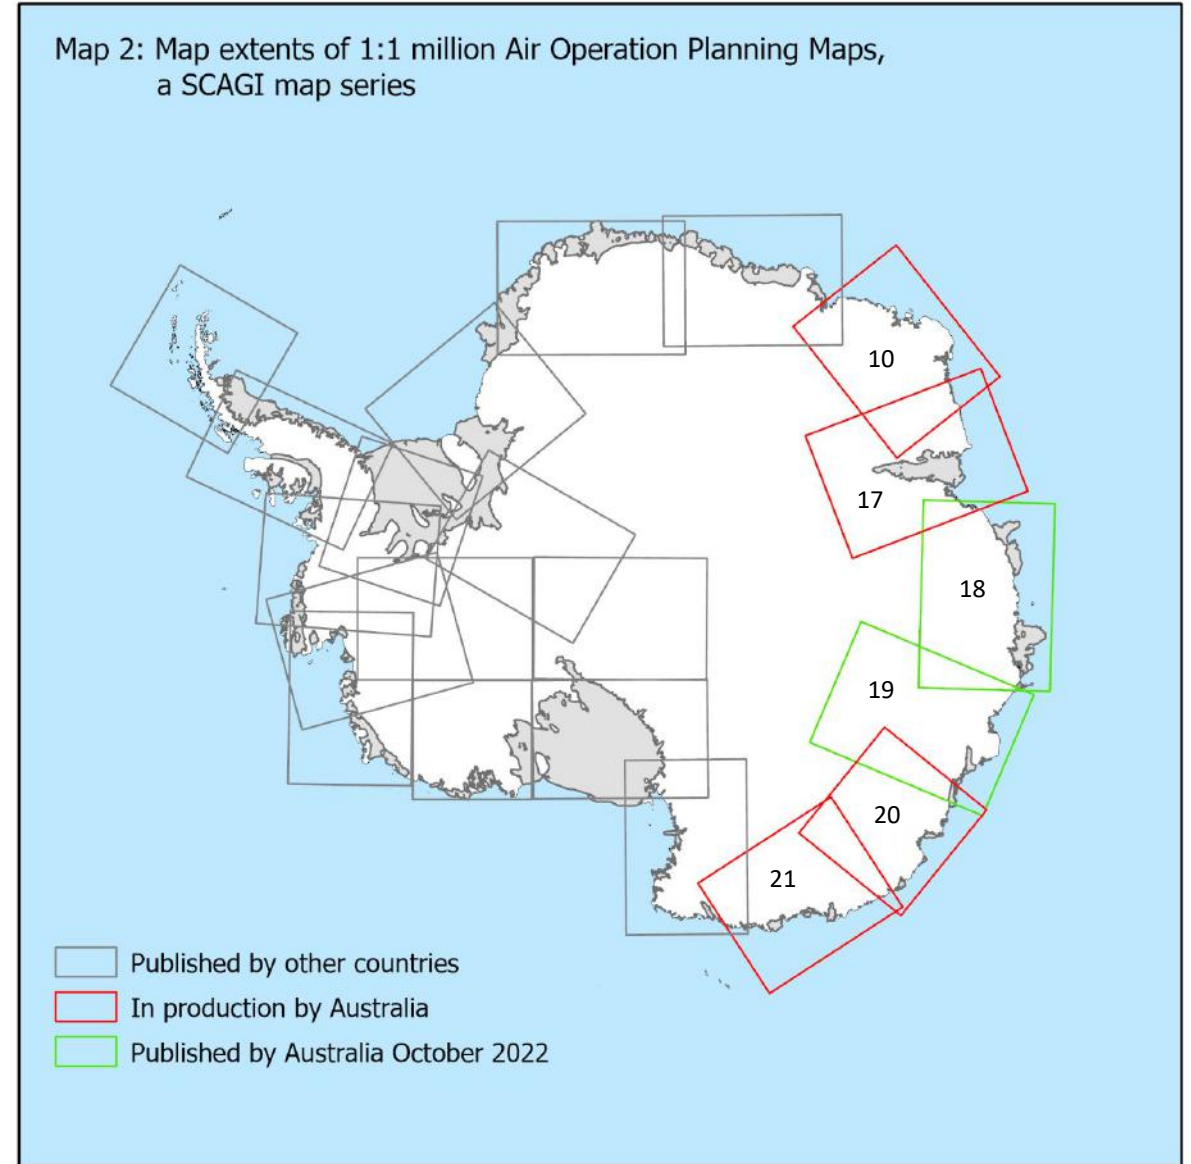 Map 2: Map extents of 1:1 million Air Operation Planning Maps,
a SCAGI map series
10
17
18
19
20
21
Published by other countries
In production by Australia
Published by Australia October 2022